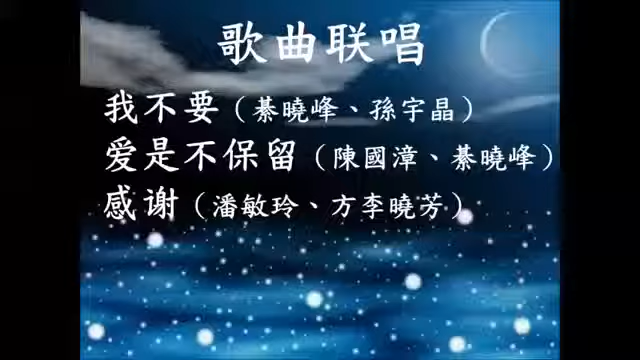 歌曲联唱
我不要（綦曉峰、孫宇晶）
爱是不保留（陳國漳、綦曉峰）
感谢（潘敏玲、方李曉芳）